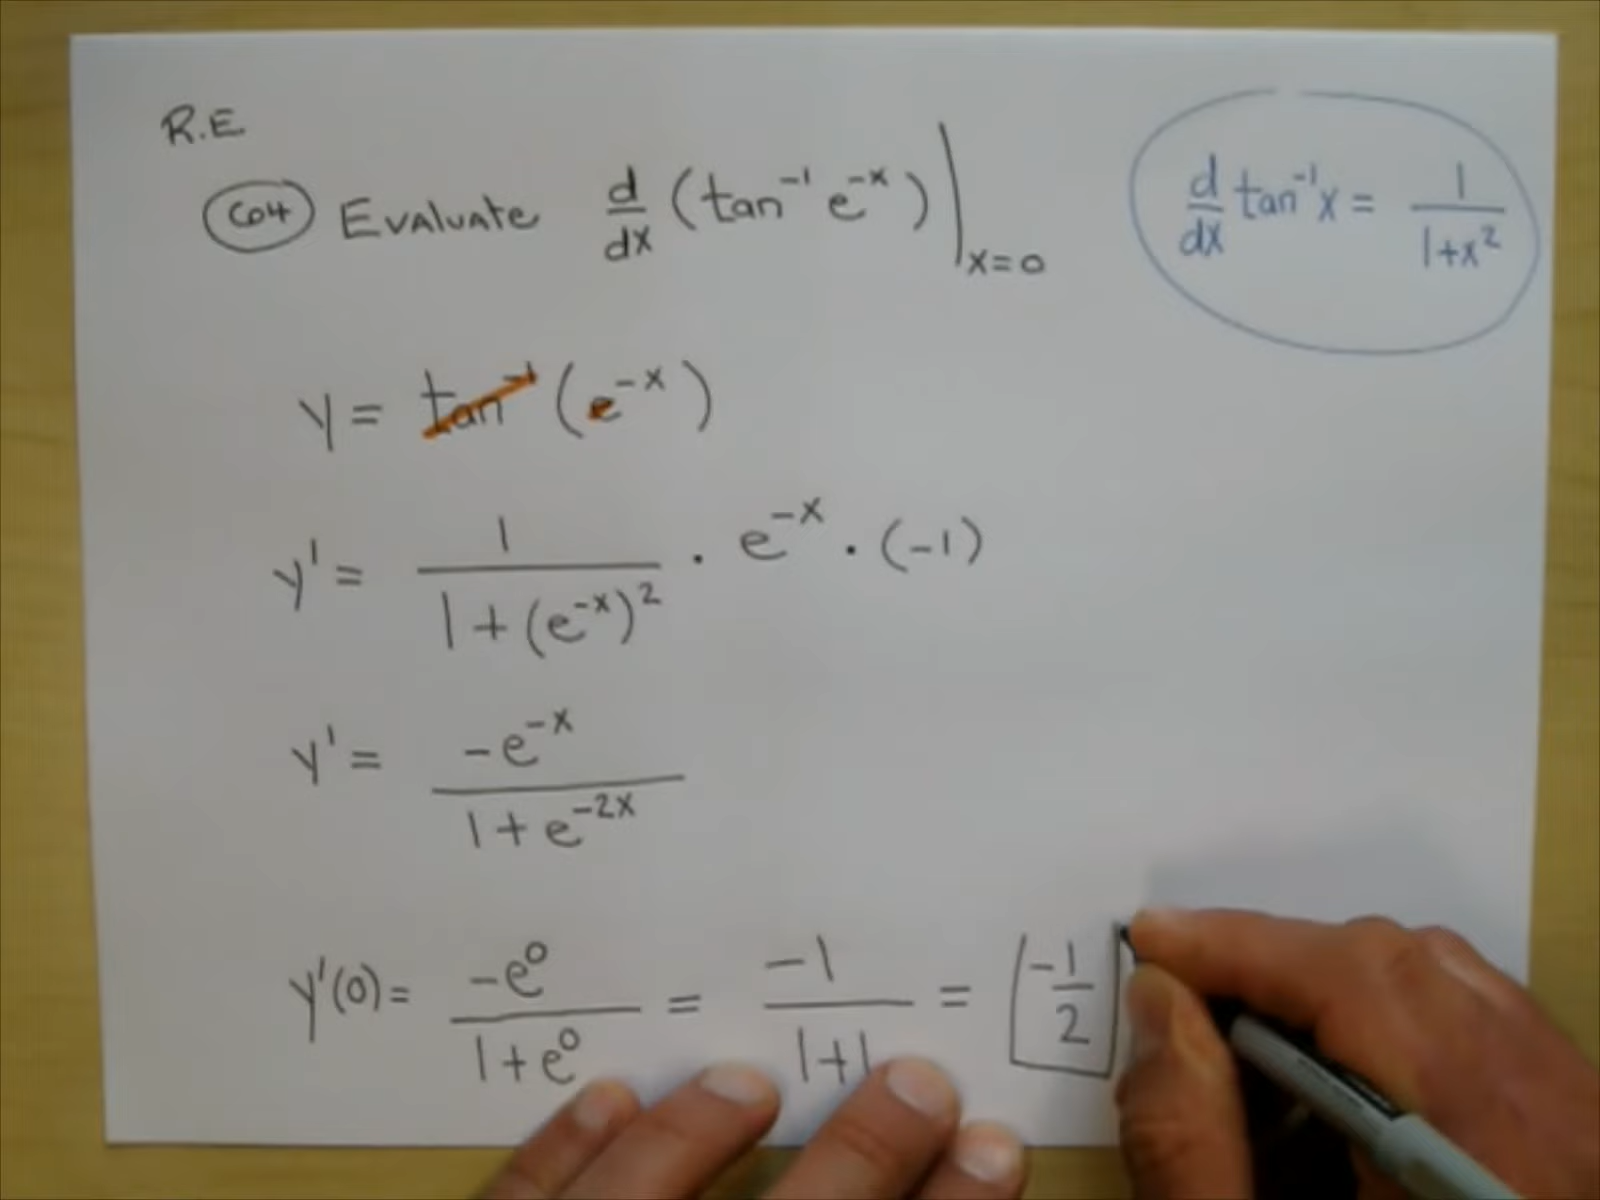 R.E
CO4 Evaluate d/dx (tan⁻¹ e⁻ˣ) |ₓ₌₀
d/dx tan⁻¹x = 1/(1+x²)
y = tan⁻¹ (e⁻ˣ)
y' = 1/(1+(e⁻ˣ)²) · e⁻ˣ · (-1)
y' = -e⁻ˣ/(1+e⁻²ˣ)
y'(0) = -e⁰/(1+e⁰) = -1/(1+1) = -1/2